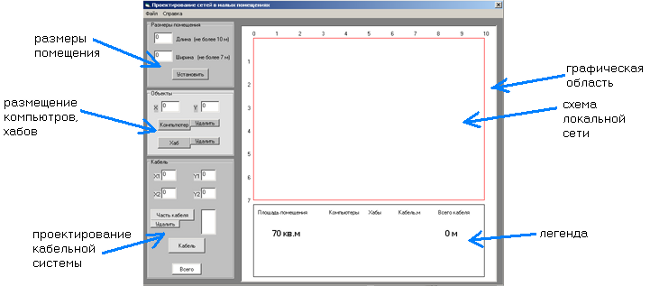 Проектирование сетей в малых помещениях
Файл Справка
размеры
помещения
размещение
компьютров,
хабов
проектирование
кабельной
системы
Размеры помещения
0 Длина (не более 10 м)
0 Ширина (не более 7 м)
Установить
Объекты
X 0 Y 0
Компьютер Удалить
Хаб Удалить
Кабель
X1 0 Y1 0
X2 0 Y2 0
Часть кабеля
Удалить
Кабель
Всего
0 1 2 3 4 5 6 7 8 9 10
1
2
3
4
5
6
7
Площадь помещения Компьютеры Хабы Кабель,м Всего кабеля
70 кв.м 0 м
графическая
область
схема
локальной
сети
легенда